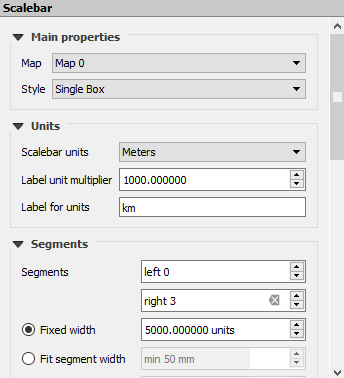 Scalebar
Main properties
Map Map 0
Style Single Box
Units
Scalebar units Meters
Label unit multiplier 1000.000000
Label for units km
Segments
Segments left 0
right 3
Fixed width 5000.000000 units
Fit segment width min 50 mm